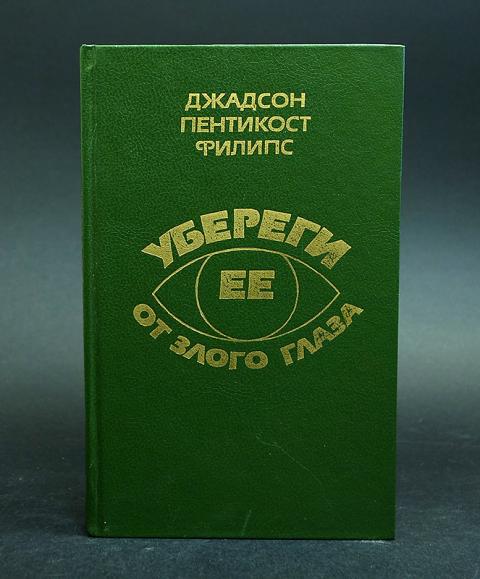 ДЖАДСОН
ПЕНТИКОСТ
ФИЛИПС
УБЕРЕГИ
ЕЕ
ОТ ЗЛОГО ГЛАЗА